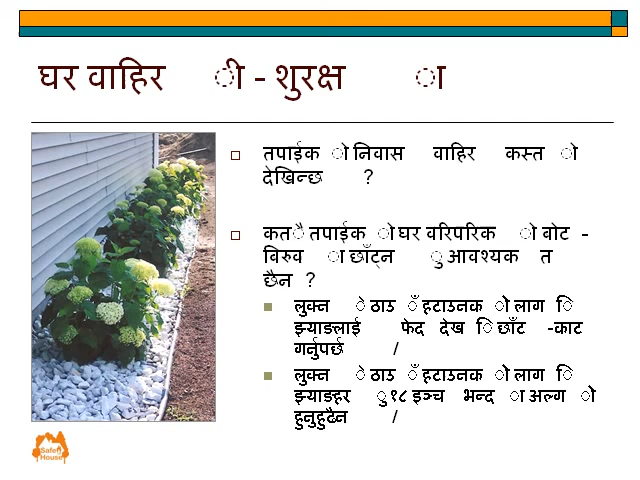 घर वाहिरी - शुरक्षा
तपाईको निवास वाहिर कस्तो
देखिन्छ ?
कतै तपाईको घर वरिपरिको वोट -
बिरुवा छाँट्नु आवश्यक त
छैन ?
लुक्ने ठाउँ हटाउनको लागि
झ्याङलाई फेद देखि छाँट -काट
गर्नुपर्छ /
लुक्ने ठाउँ हटाउनको लागि
झ्याङहरु १८ इञ्च भन्दा अल्गो
हुनुहुदैन /
Safe
House